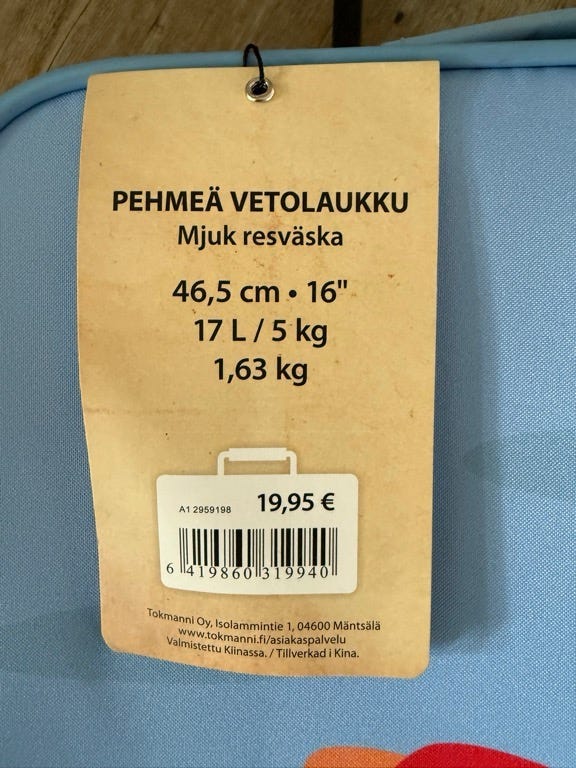 PEHMEÄ VETOLAUKKU
Mjuk resväska
46,5 cm • 16"
17 L / 5 kg
1,63 kg
A1 2959198 19,95 €
6 419860 319940
Tokmanni Oy, Isolammintie 1, 04600 Mäntsälä
www.tokmanni.fi/asiakaspalvelu
Valmistettu Kiinassa. / Tillverkad i Kina.